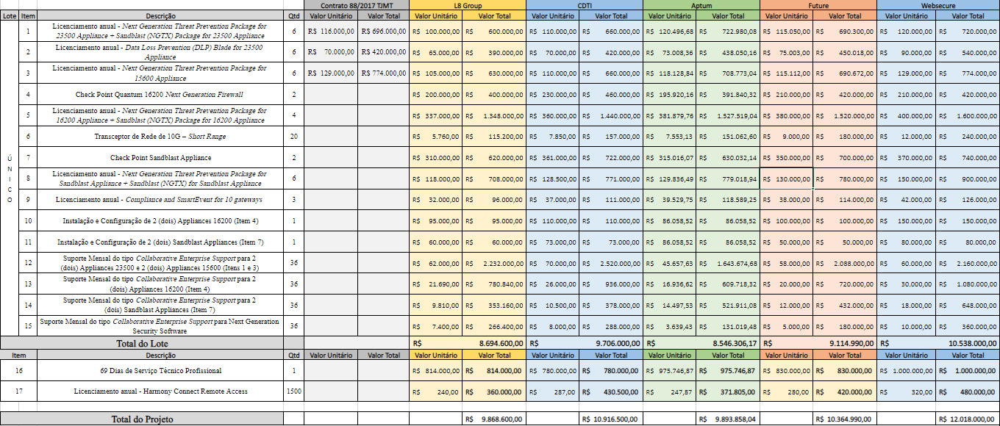 Contrato 88/2017 TJMT L8 Group CDTI Aptum Future Websecure
Lote Item Descrição Qtd Valor Unitário Valor Total Valor Unitário Valor Total Valor Unitário Valor Total Valor Unitário Valor Total Valor Unitário Valor Total Valor Unitário Valor Total
ÚNICO
1 Licenciamento anual - Next Generation Threat Prevention Package for
23500 Appliance + Sandblast (NGTX) Package for 23500 Appliance
6 R$ 116.000,00 R$ 696.000,00 R$ 100.000,00 R$ 600.000,00 R$ 110.000,00 R$ 660.000,00 R$ 120.496,68 R$ 722.980,08 R$ 115.050,00 R$ 690.300,00 R$ 120.000,00 R$ 720.000,00
2 Licenciamento anual - Data Loss Prevention (DLP) Blade for 23500
Appliance
6 R$ 70.000,00 R$ 420.000,00 R$ 65.000,00 R$ 390.000,00 R$ 70.000,00 R$ 420.000,00 R$ 73.008,36 R$ 438.050,16 R$ 75.003,00 R$ 450.018,00 R$ 90.000,00 R$ 540.000,00
3 Licenciamento anual - Next Generation Threat Prevention Package for
15600 Appliance
6 R$ 129.000,00 R$ 774.000,00 R$ 105.000,00 R$ 630.000,00 R$ 110.000,00 R$ 660.000,00 R$ 118.128,84 R$ 708.773,04 R$ 115.112,00 R$ 690.672,00 R$ 129.000,00 R$ 774.000,00
4 Check Point Quantum 16200 Next Generation Firewall 2 R$ 200.000,00 R$ 400.000,00 R$ 230.000,00 R$ 460.000,00 R$ 195.920,16 R$ 391.840,32 R$ 210.000,00 R$ 420.000,00 R$ 210.000,00 R$ 420.000,00
5 Licenciamento anual - Next Generation Threat Prevention Package for
16200 Appliance + Sandblast (NGTX) Package for 16200 Appliance
4 R$ 337.000,00 R$ 1.348.000,00 R$ 360.000,00 R$ 1.440.000,00 R$ 381.879,76 R$ 1.527.519,04 R$ 380.000,00 R$ 1.520.000,00 R$ 400.000,00 R$ 1.600.000,00
6 Transceptor de Rede de 10G – Short Range 20 R$ 5.760,00 R$ 115.200,00 R$ 7.850,00 R$ 157.000,00 R$ 7.553,13 R$ 151.062,60 R$ 9.000,00 R$ 180.000,00 R$ 12.000,00 R$ 240.000,00
7 Check Point Sandblast Appliance 2 R$ 310.000,00 R$ 620.000,00 R$ 361.000,00 R$ 722.000,00 R$ 315.016,07 R$ 630.032,14 R$ 350.000,00 R$ 700.000,00 R$ 370.000,00 R$ 740.000,00
8 Licenciamento anual - Next Generation Threat Prevention Package for
Sandblast Appliance + Sandblast (NGTX) for Sandblast Appliance
6 R$ 118.000,00 R$ 708.000,00 R$ 128.500,00 R$ 771.000,00 R$ 129.836,49 R$ 779.018,94 R$ 130.000,00 R$ 780.000,00 R$ 150.000,00 R$ 900.000,00
9 Licenciamento anual - Compliance and SmartEvent for 10 gateways 3 R$ 32.000,00 R$ 96.000,00 R$ 37.000,00 R$ 111.000,00 R$ 39.529,75 R$ 118.589,25 R$ 38.000,00 R$ 114.000,00 R$ 42.000,00 R$ 126.000,00
10 Instalação e Configuração de 2 (dois) Appliances 16200 (Item 4) 1 R$ 95.000,00 R$ 95.000,00 R$ 110.000,00 R$ 110.000,00 R$ 86.058,52 R$ 86.058,52 R$ 100.000,00 R$ 100.000,00 R$ 150.000,00 R$ 150.000,00
11 Instalação e Configuração de 2 (dois) Sandblast Appliances (Item 7) 1 R$ 60.000,00 R$ 60.000,00 R$ 73.000,00 R$ 73.000,00 R$ 86.058,52 R$ 86.058,52 R$ 50.000,00 R$ 50.000,00 R$ 80.000,00 R$ 80.000,00
12 Suporte Mensal do tipo Collaborative Enterprise Support para 2
(dois) Appliances 23500 e 2 (dois) Appliances 15600 (Itens 1 e 3)
36 R$ 62.000,00 R$ 2.232.000,00 R$ 70.000,00 R$ 2.520.000,00 R$ 45.657,63 R$ 1.643.674,68 R$ 58.000,00 R$ 2.088.000,00 R$ 60.000,00 R$ 2.160.000,00
13 Suporte Mensal do tipo Collaborative Enterprise Support para 2
(dois) Appliances 16200 (Item 4)
36 R$ 21.690,00 R$ 780.840,00 R$ 26.000,00 R$ 936.000,00 R$ 16.936,62 R$ 609.718,32 R$ 20.000,00 R$ 720.000,00 R$ 30.000,00 R$ 1.080.000,00
14 Suporte Mensal do tipo Collaborative Enterprise Support para 2
(dois) Sandblast Appliances (Item 7)
36 R$ 9.810,00 R$ 353.160,00 R$ 10.500,00 R$ 378.000,00 R$ 14.497,53 R$ 521.911,08 R$ 12.000,00 R$ 432.000,00 R$ 18.000,00 R$ 648.000,00
15 Suporte Mensal do tipo Collaborative Enterprise Support para Next Generation
Security Software
36 R$ 7.400,00 R$ 266.400,00 R$ 8.000,00 R$ 288.000,00 R$ 3.639,43 R$ 131.019,48 R$ 5.000,00 R$ 180.000,00 R$ 10.000,00 R$ 360.000,00
Total do Lote R$ 8.694.600,00 R$ 9.706.000,00 R$ 8.546.306,17 R$ 9.114.990,00 R$ 10.538.000,00
Item Descrição Qtd Valor Unitário Valor Total Valor Unitário Valor Total Valor Unitário Valor Total Valor Unitário Valor Total Valor Unitário Valor Total Valor Unitário Valor Total
16 69 Dias de Serviço Técnico Profissional 1 R$ 814.000,00 R$ 814.000,00 R$ 780.000,00 R$ 780.000,00 R$ 975.746,87 R$ 975.746,87 R$ 830.000,00 R$ 830.000,00 R$ 1.000.000,00 R$ 1.000.000,00
17 Licenciamento anual - Harmony Connect Remote Access 1500 R$ 240,00 R$ 360.000,00 R$ 287,00 R$ 430.500,00 R$ 247,87 R$ 371.805,00 R$ 280,00 R$ 420.000,00 R$ 320,00 R$ 480.000,00
Total do Projeto R$ 9.868.600,00 R$ 10.916.500,00 R$ 9.893.858,04 R$ 10.364.990,00 R$ 12.018.000,00